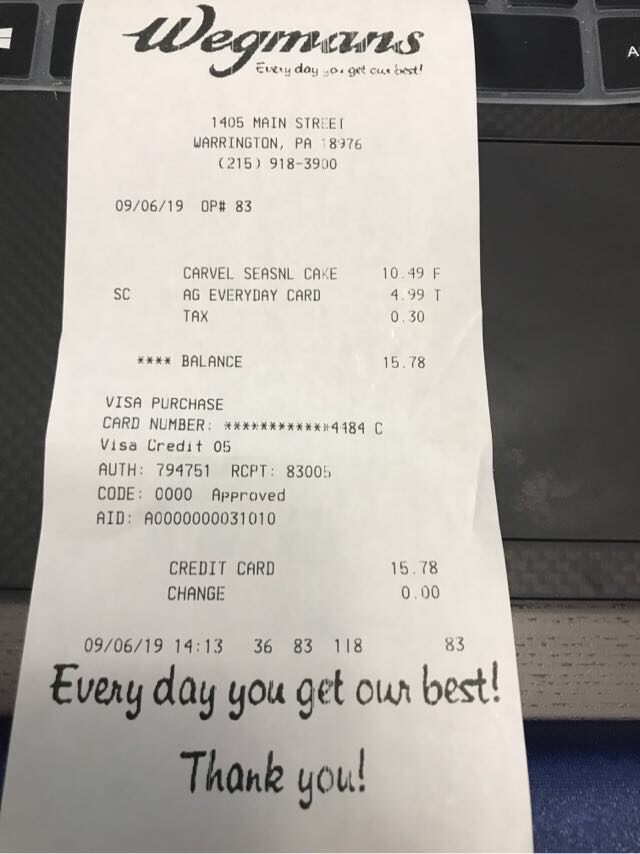 Wegmans
Every day you get our best!
1405 MAIN STREET
WARRINGTON, PA 18976
(215) 918-3900
09/06/19 OP# 83
CARVEL SEASNL CAKE 10.49 F
SC AG EVERYDAY CARD 4.99 T
TAX 0.30
**** BALANCE 15.78
VISA PURCHASE
CARD NUMBER: ************4484 C
Visa Credit 05
AUTH: 794751 RCPT: 83005
CODE: 0000 Approved
AID: A0000000031010
CREDIT CARD 15.78
CHANGE 0.00
09/06/19 14:13 36 83 118 83
Every day you get our best!
Thank you!
A